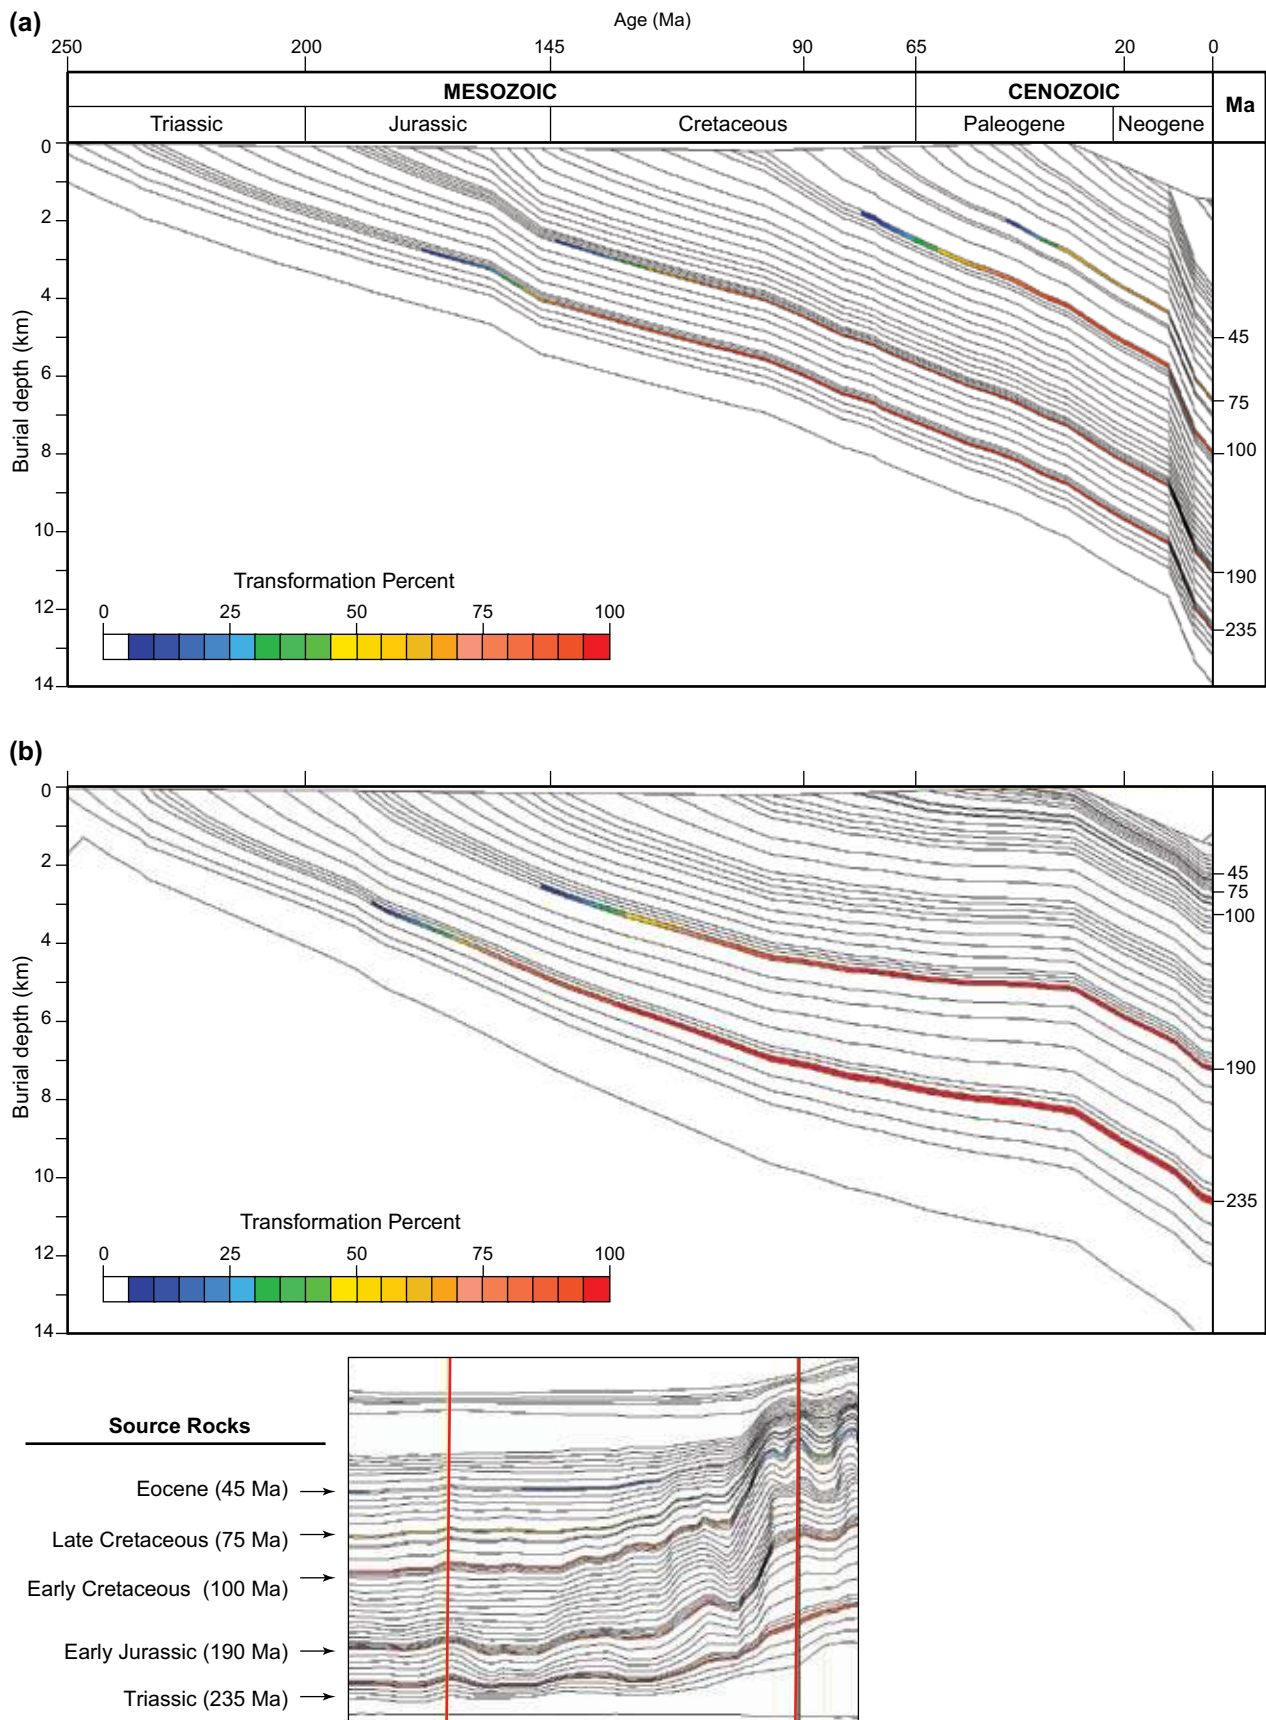 (a)
Age (Ma)
250 200 145 90 65 20 0
MESOZOIC CENOZOIC Ma
Triassic Jurassic Cretaceous Paleogene Neogene
0
2
4
6
8
10
12
14
Burial depth (km)
45
75
100
190
235
Transformation Percent
0 25 50 75 100
(b)
0
2
4
6
8
10
12
14
Burial depth (km)
45
75
100
190
235
Transformation Percent
0 25 50 75 100
Source Rocks
Eocene (45 Ma)
Late Cretaceous (75 Ma)
Early Cretaceous (100 Ma)
Early Jurassic (190 Ma)
Triassic (235 Ma)